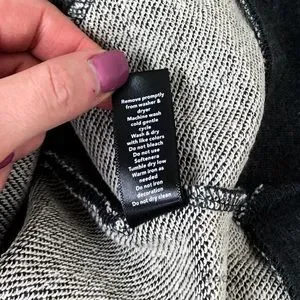 Remove promptly
from washer &
dryer
Machine wash
cold gentle
cycle
Wash & dry
with like colors
Do not bleach
Do not use
Softeners
Tumble dry low
Warm iron as
needed
Do not iron
decoration
Do not dry clean